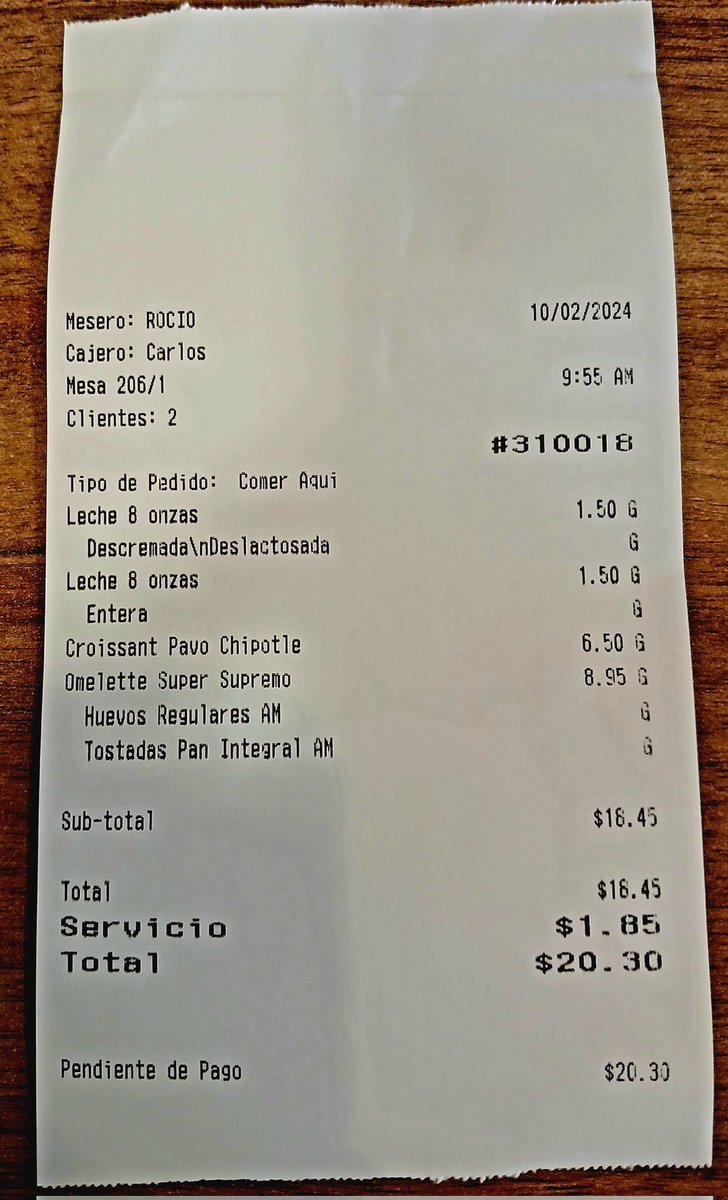 Mesero: ROCIO 10/02/2024
Cajero: Carlos
Mesa 206/1 9:55 AM
Clientes: 2
#310018
Tipo de Pedido: Comer Aqui
Leche 8 onzas 1.50 G
Descremada\nDeslactosada G
Leche 8 onzas 1.50 G
Entera G
Croissant Pavo Chipotle 6.50 G
Omelette Super Supremo 8.95 G
Huevos Regulares AM G
Tostadas Pan Integral AM G
Sub-total $18.45
Total $18.45
Servicio $1.85
Total $20.30
Pendiente de Pago $20.30